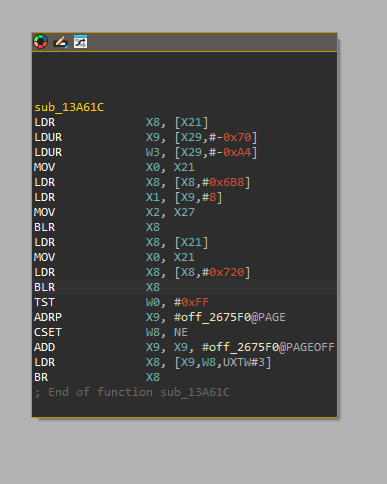 sub_13A61C
LDR X8, [X21]
LDUR X9, [X29,#-0x70]
LDUR W3, [X29,#-0xA4]
MOV X0, X21
LDR X8, [X8,#0x6B8]
LDR X1, [X9,#8]
MOV X2, X27
BLR X8
LDR X8, [X21]
MOV X0, X21
LDR X8, [X8,#0x720]
BLR X8
TST W0, #0xFF
ADRP X9, #off_2675F0@PAGE
CSET W8, NE
ADD X9, X9, #off_2675F0@PAGEOFF
LDR X8, [X9,W8,UXTW#3]
BR X8
; End of function sub_13A61C